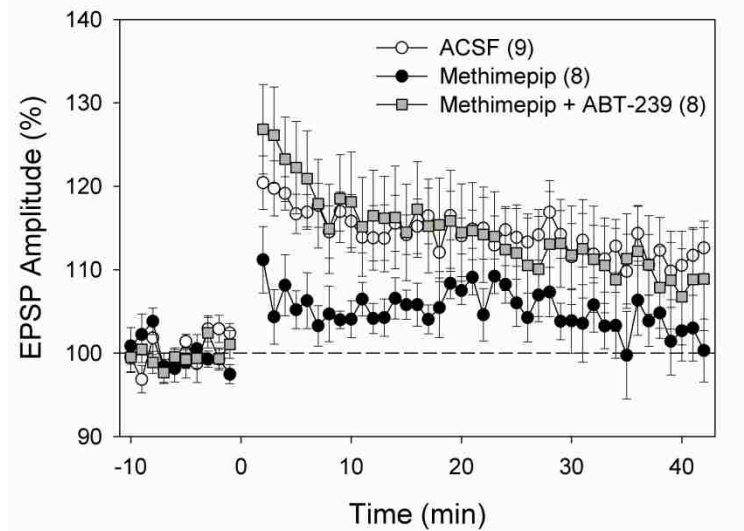 140
130
120
110
100
90
EPSP Amplitude (%)
ACSF (9)
Methimepip (8)
Methimepip + ABT-239 (8)
-10 0 10 20 30 40
Time (min)